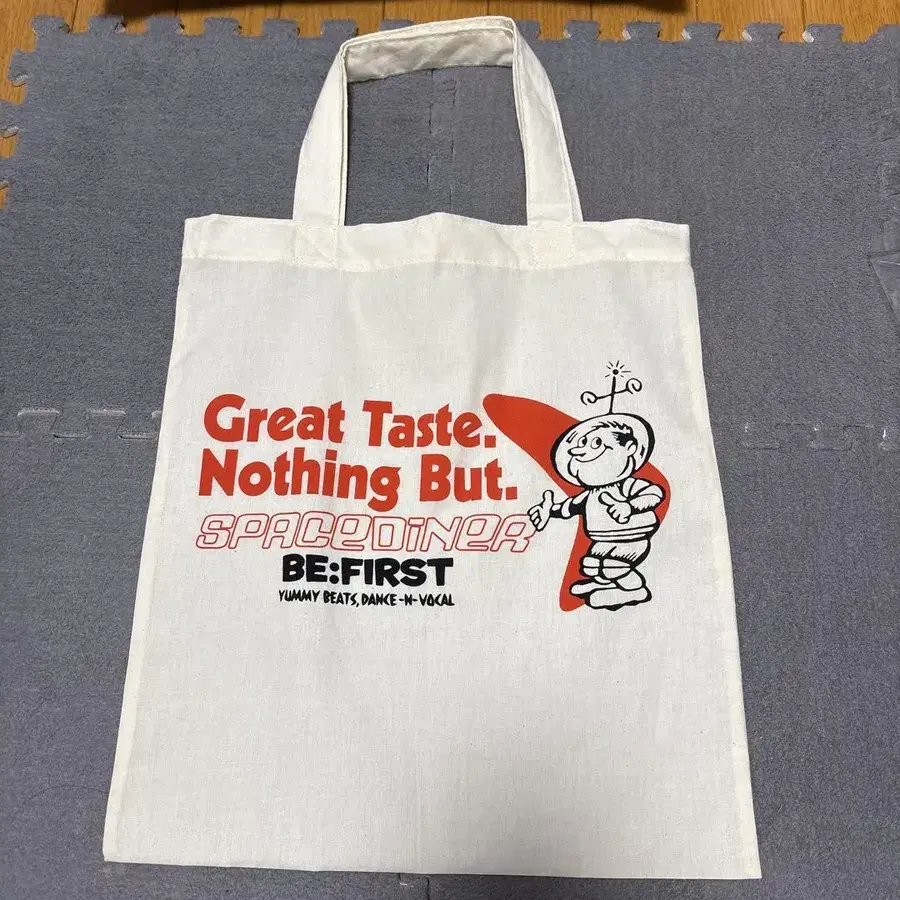 Great Taste.
Nothing But.
SPACEDINER
BE:FIRST
YUMMY BEATS, DANCE-N-VOCAL